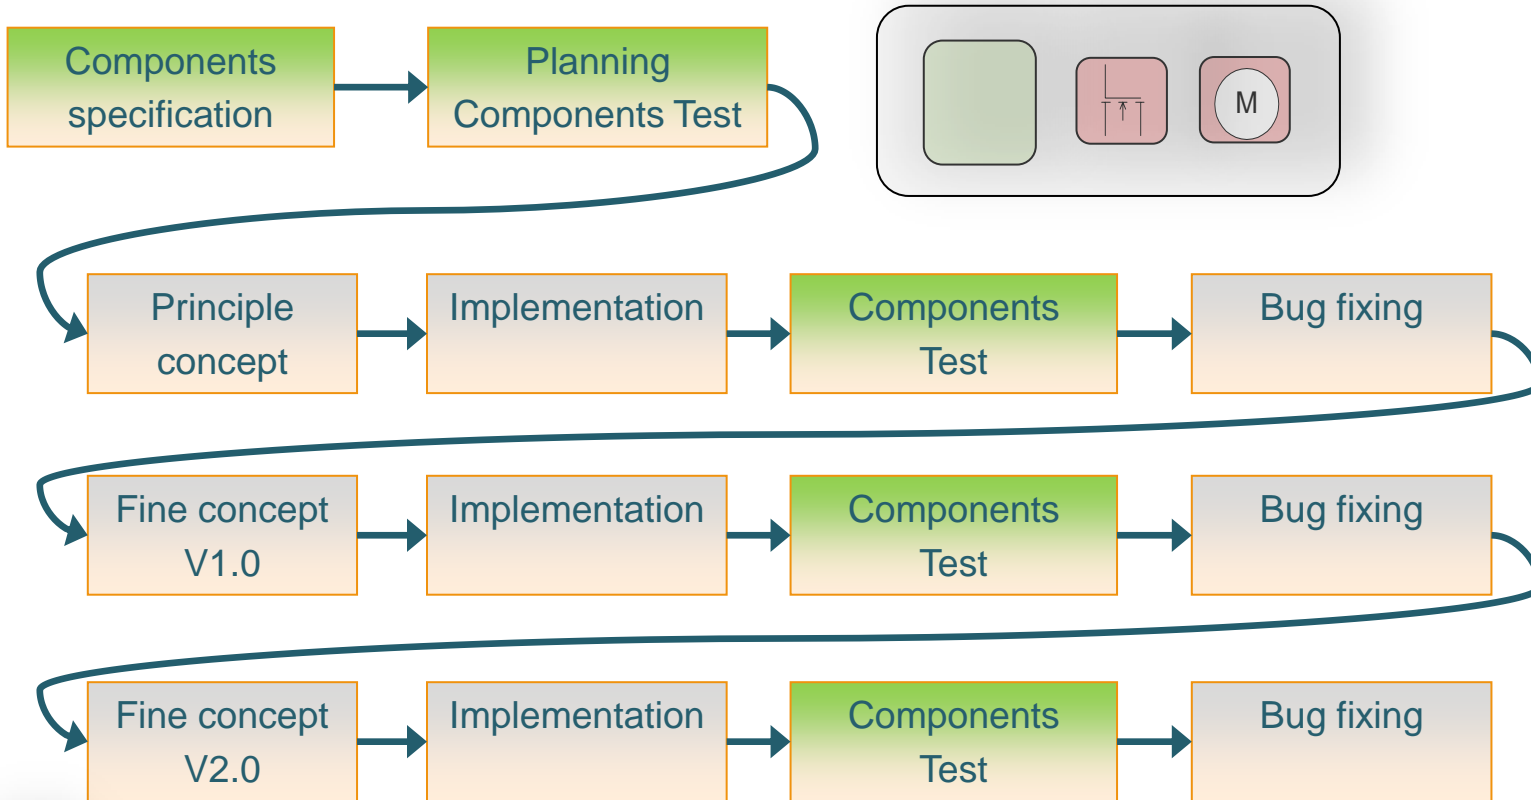 Components
specification
Planning
Components Test
M
Principle
concept
Implementation
Components
Test
Bug fixing
Fine concept
V1.0
Implementation
Components
Test
Bug fixing
Fine concept
V2.0
Implementation
Components
Test
Bug fixing